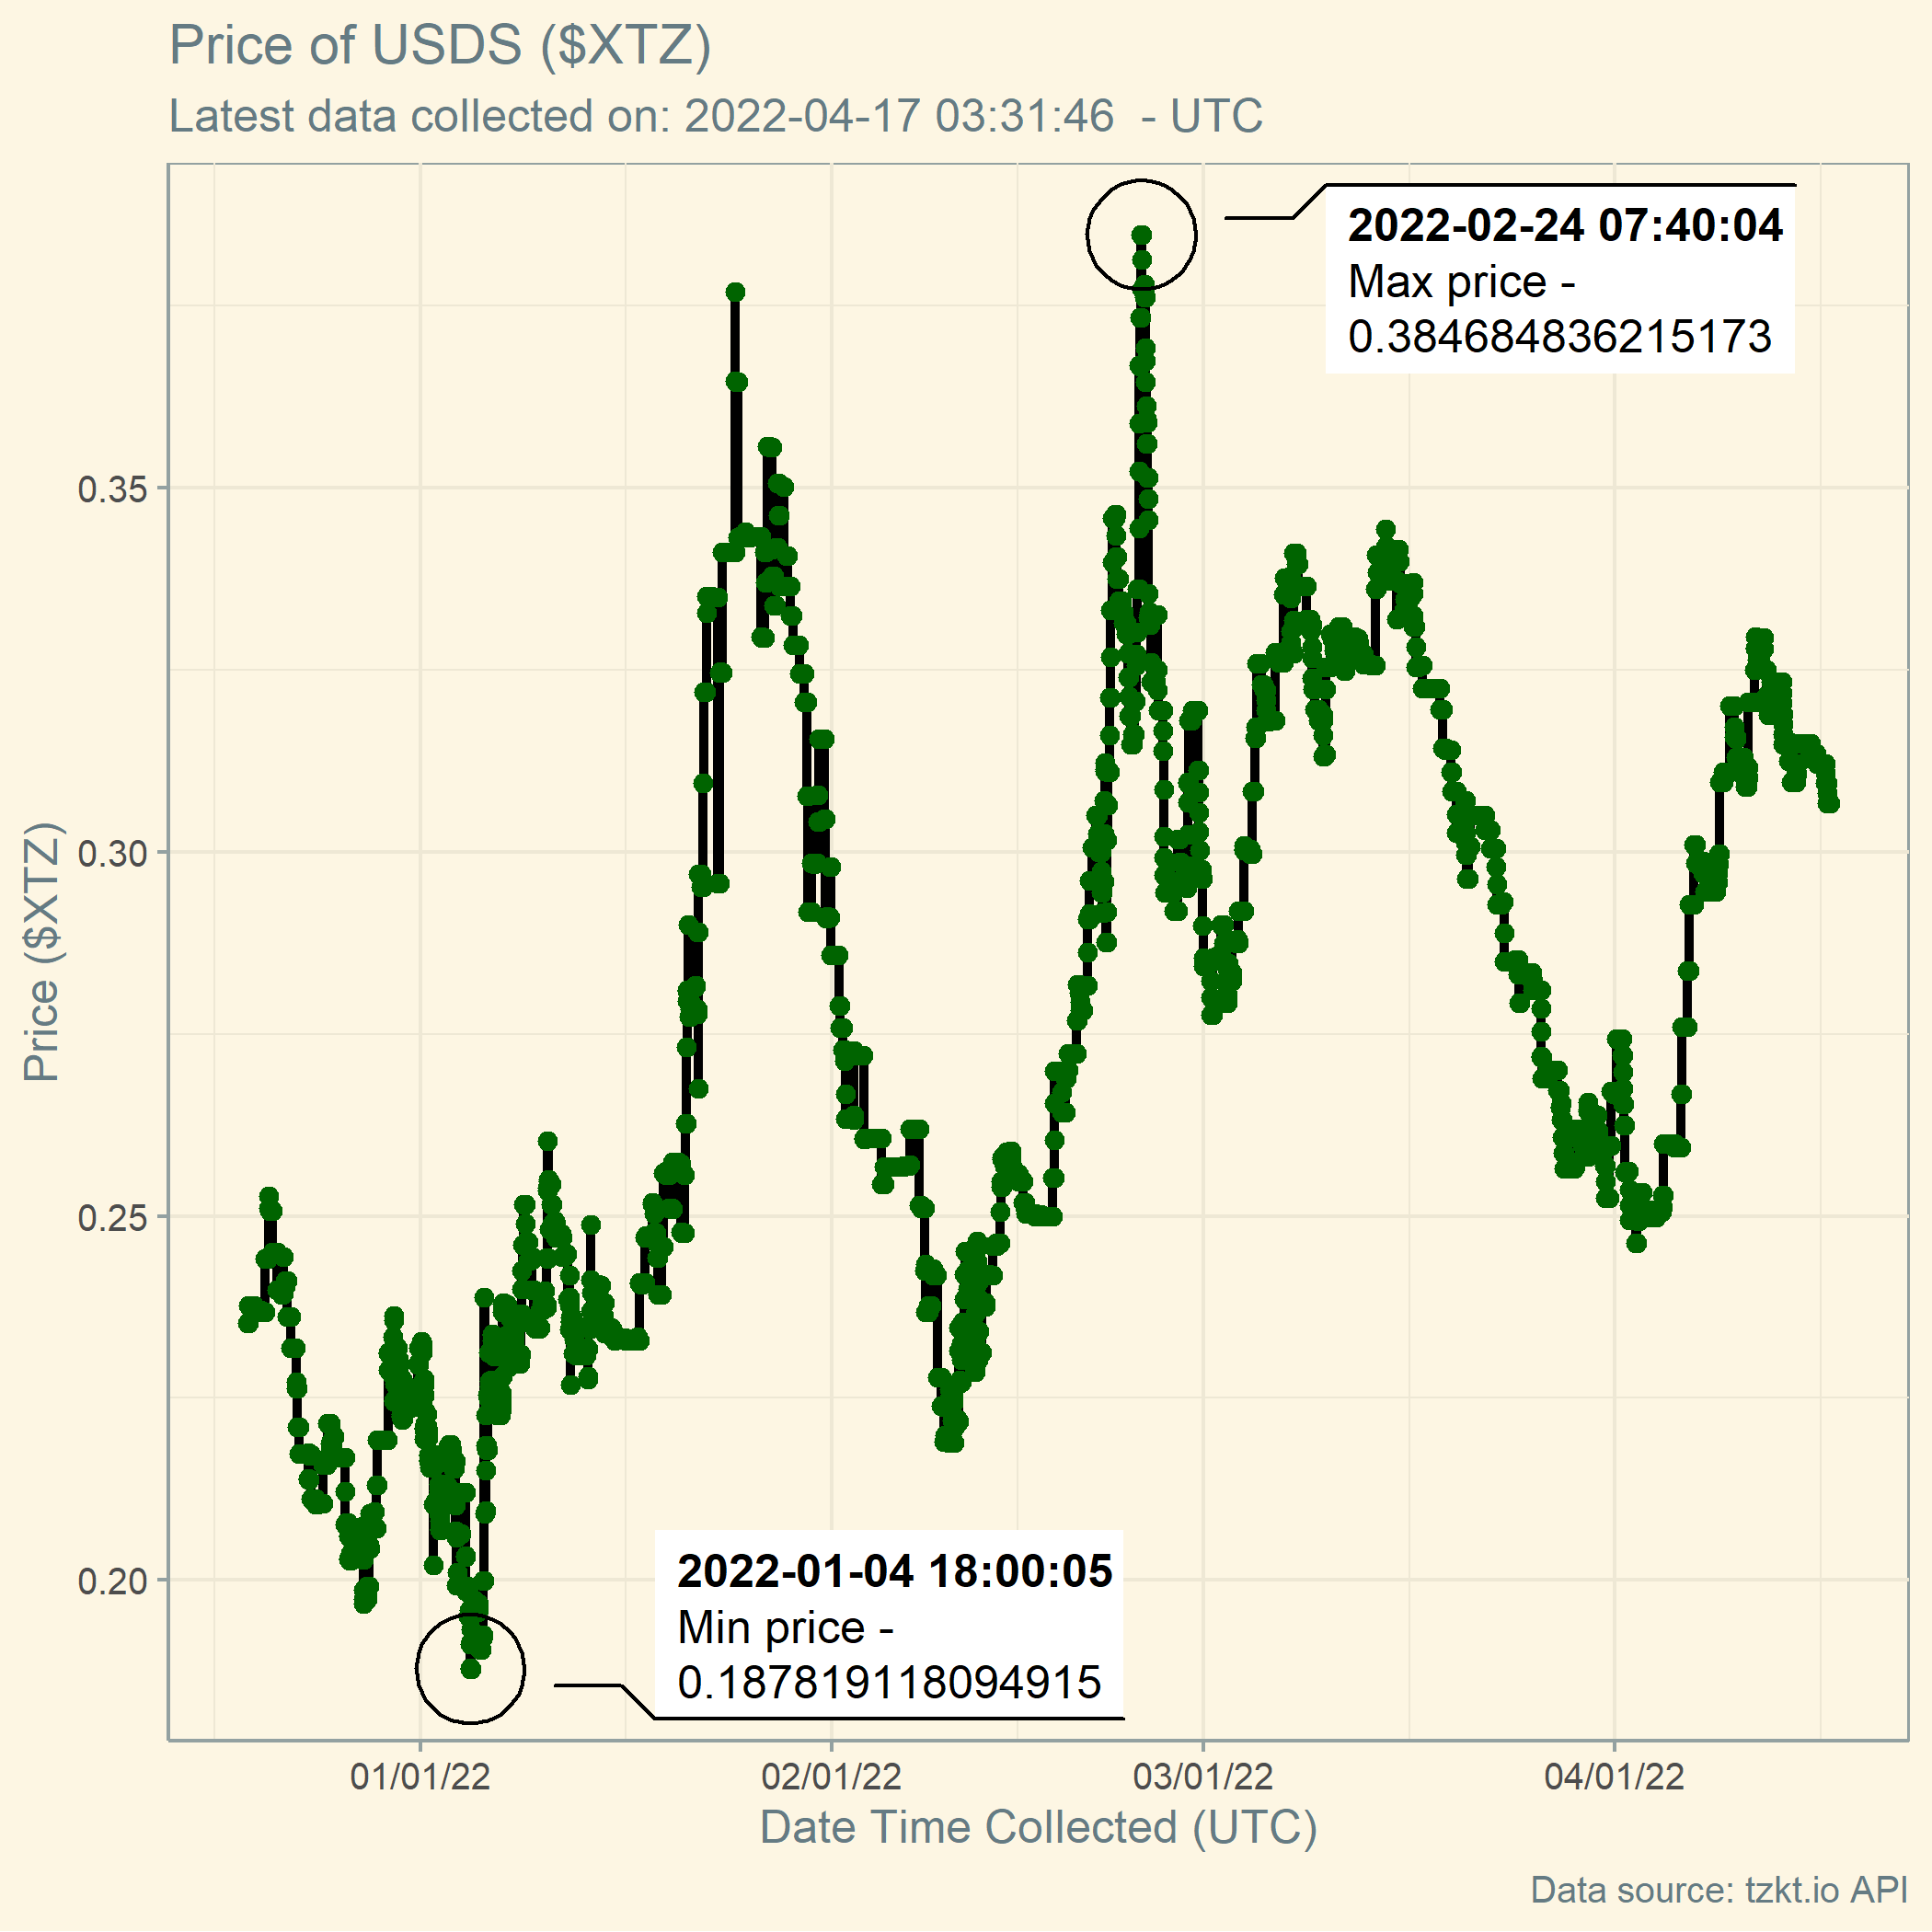 Price of USDS ($XTZ)
Latest data collected on: 2022-04-17 03:31:46  - UTC
2022-02-24 07:40:04
Max price -
0.384684836215173
0.35
0.30
0.25
0.20
Price ($XTZ)
2022-01-04 18:00:05
Min price -
0.187819118094915
01/01/22
02/01/22
03/01/22
04/01/22
Date Time Collected (UTC)
Data source: tzkt.io API